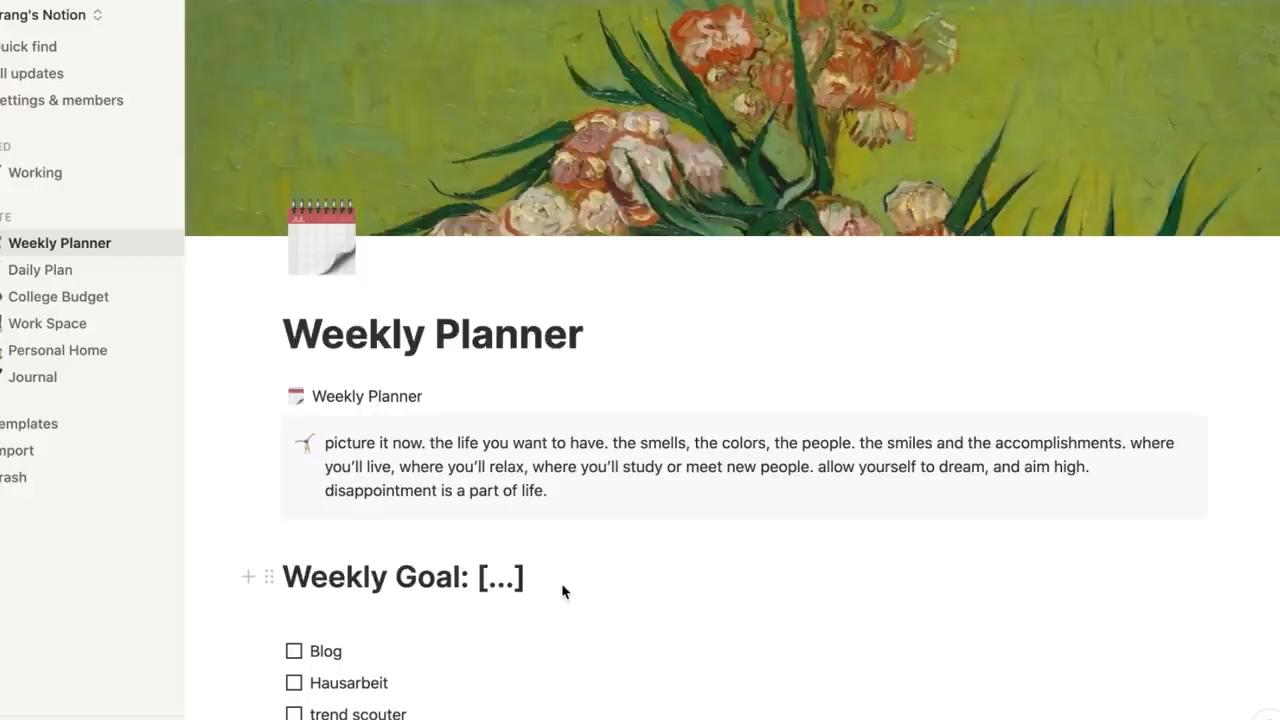 rang's Notion
uick find
ll updates
ettings & members
ED
Working
TE
Weekly Planner
Daily Plan
College Budget
Work Space
Personal Home
Journal
emplates
mport
rash
JUL
Weekly Planner
Weekly Planner
picture it now. the life you want to have. the smells, the colors, the people. the smiles and the accomplishments. where
you’ll live, where you’ll relax, where you’ll study or meet new people. allow yourself to dream, and aim high.
disappointment is a part of life.
Weekly Goal: [...]
Blog
Hausarbeit
trend scouter